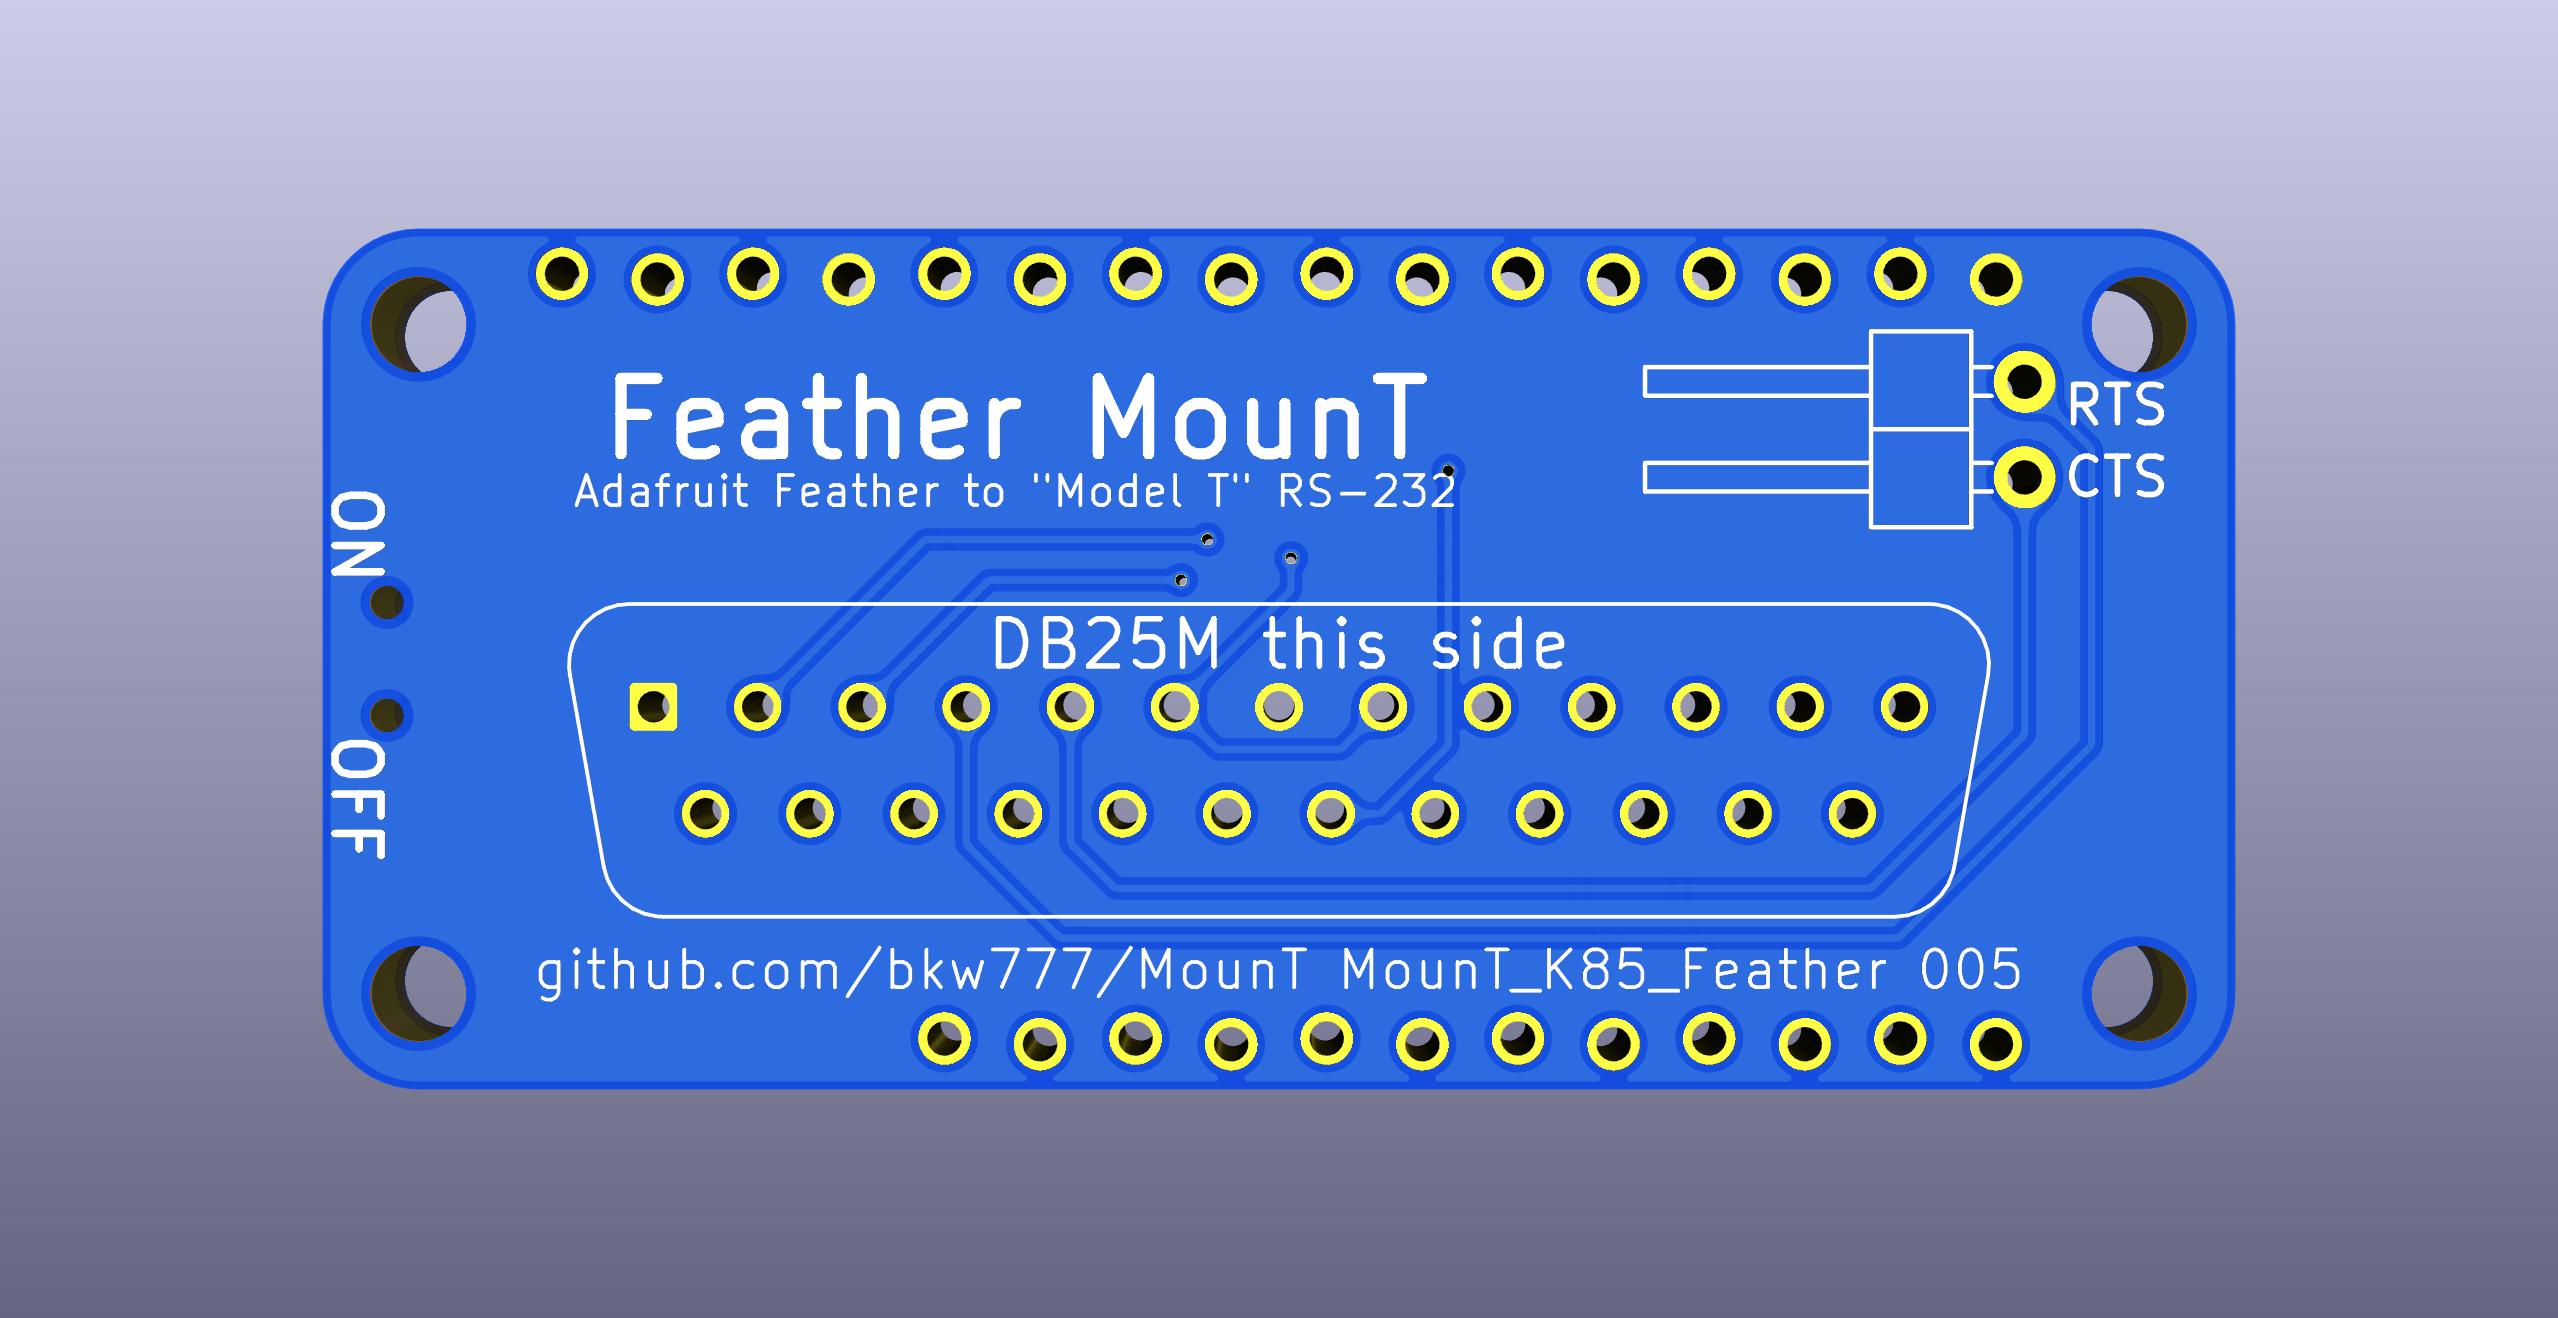 Feather MounT
Adafruit Feather to "Model T" RS-232
RTS
CTS
ON
OFF
DB25M this side
github.com/bkw777/MounT MounT_K85_Feather 005